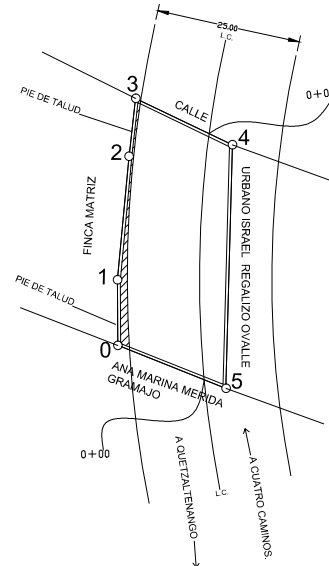 25.00
L.C.
3
PIE DE TALUD
CALLE
0+0
4
2
FINCA MATRIZ
URBANO ISRAEL REGALIZO OVALLE
1
PIE DE TALUD
0
ANA MARINA MERIDA
GRAMAJO
5
0+00
A QUETZALTENANGO
A CUATRO CAMINOS.
L.C.